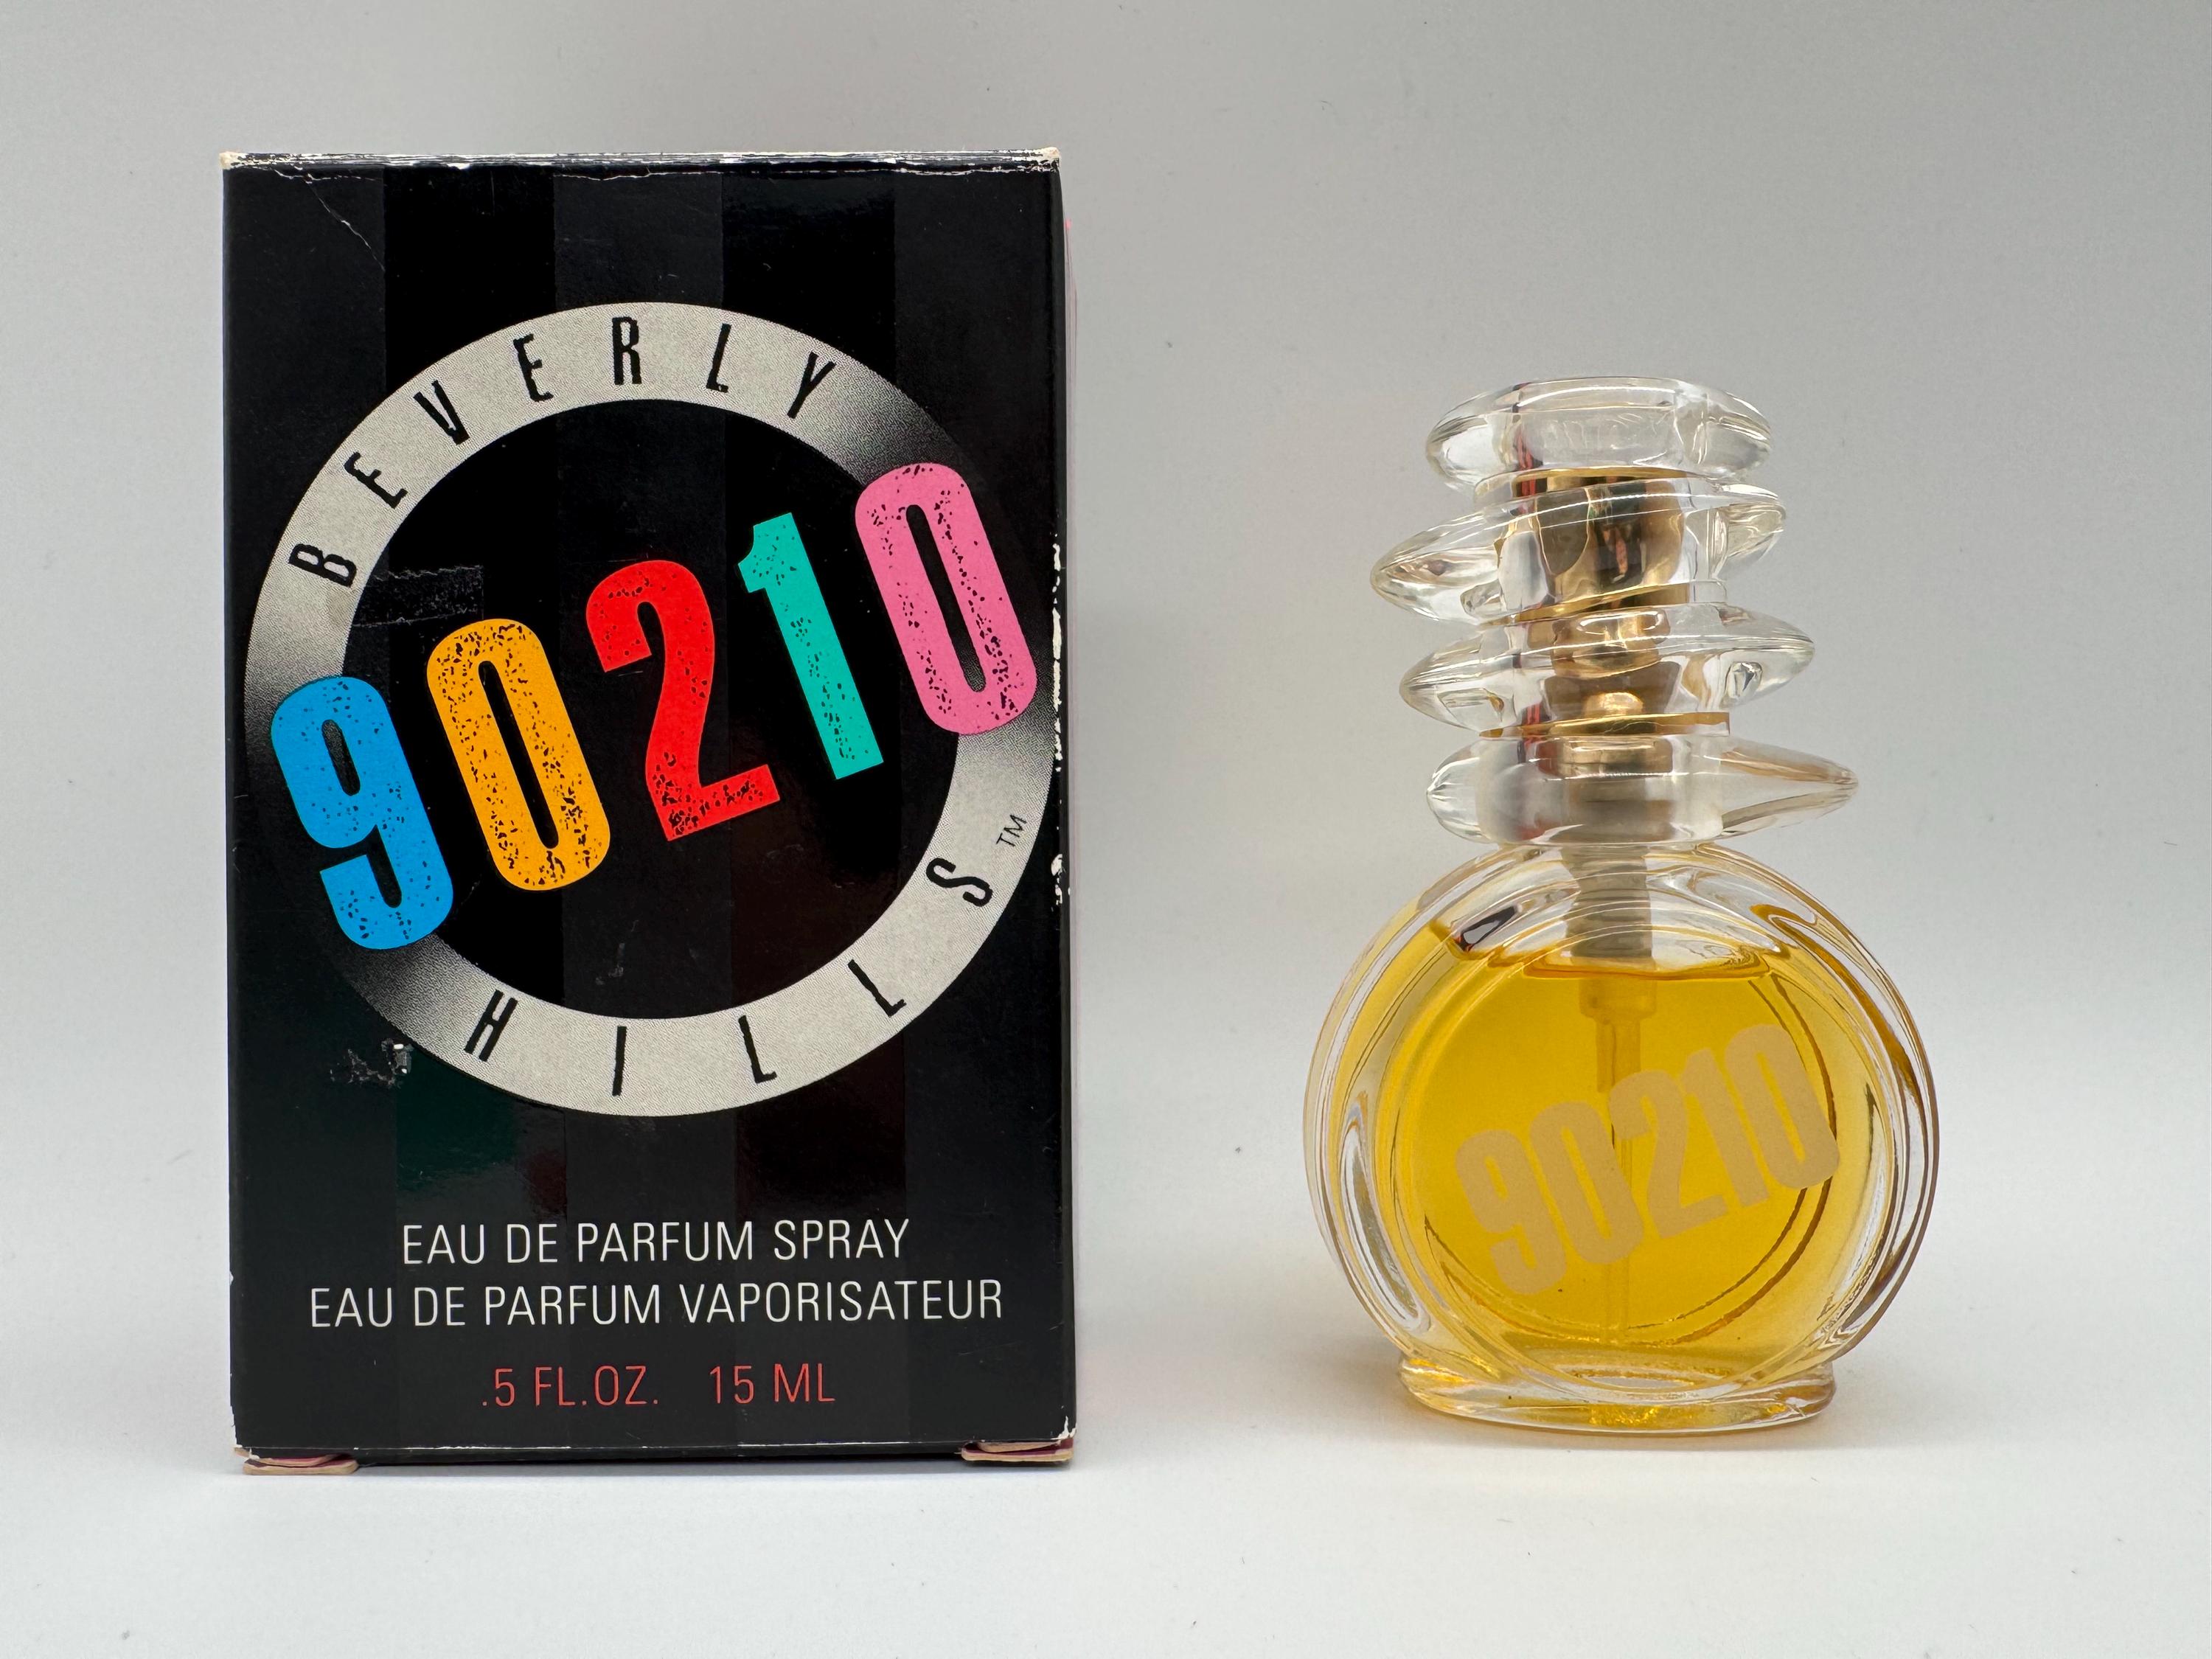 BEVERLY
90210
HILLS™
EAU DE PARFUM SPRAY
EAU DE PARFUM VAPORISATEUR
.5 FL.OZ. 15 ML
90210